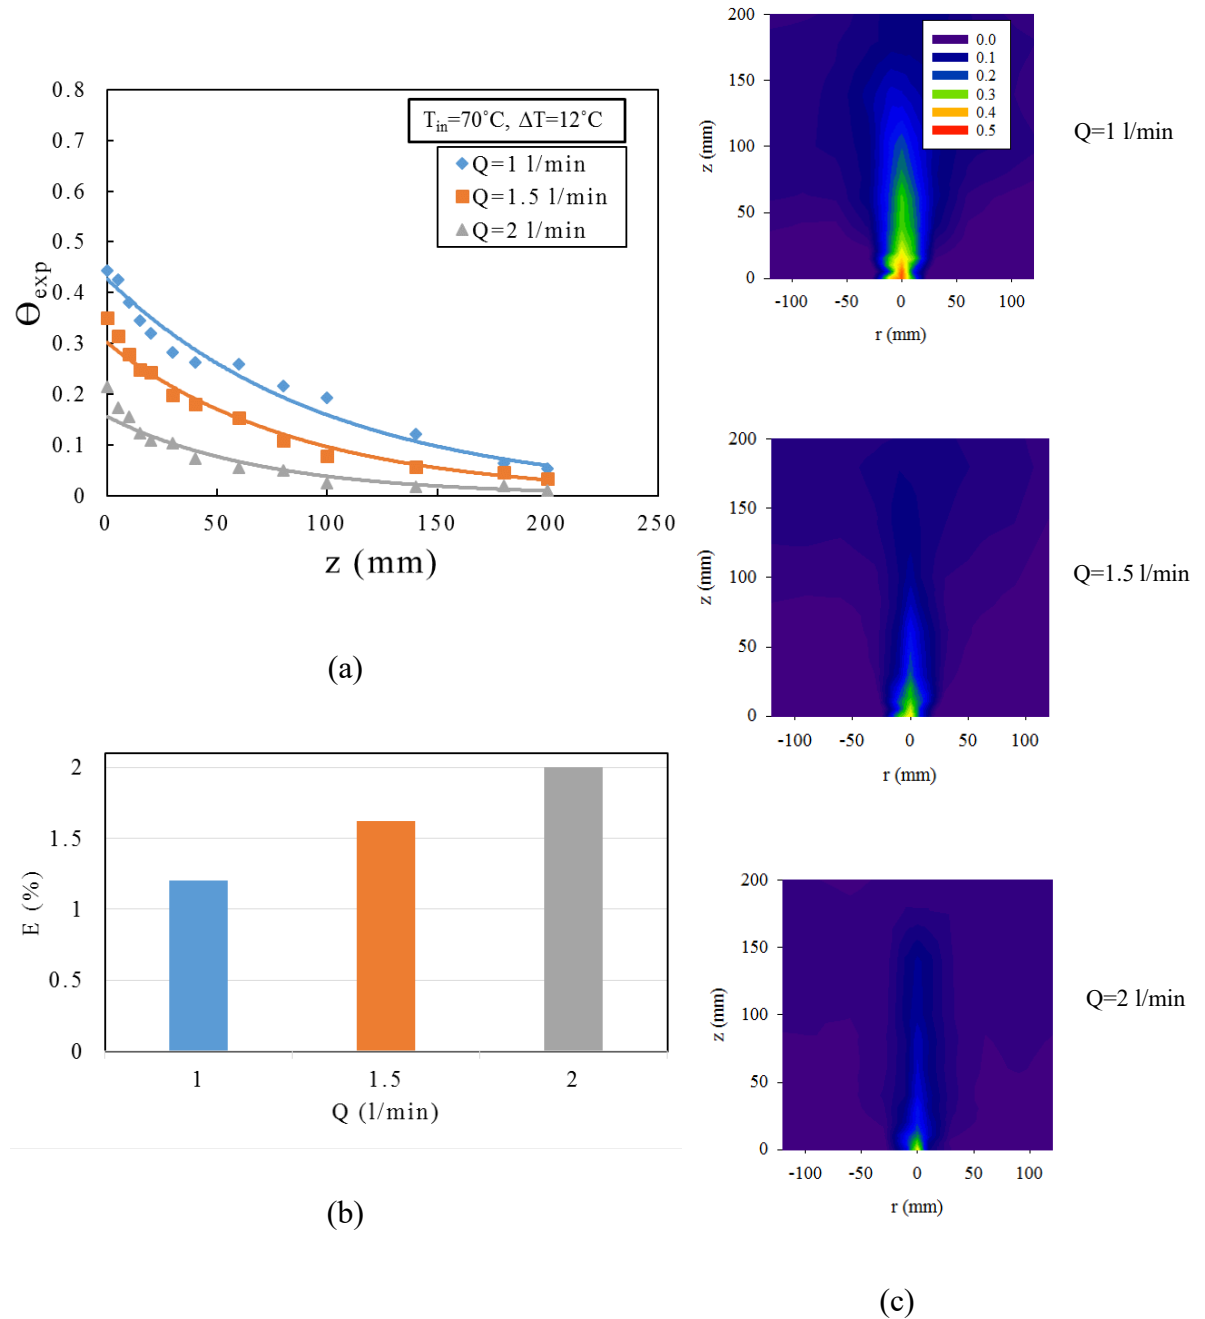 0.8
0.7
0.6
0.5
0.4
0.3
0.2
0.1
0
Θexp
0 50 100 150 200 250
z (mm)
Tin=70˚C, ΔT=12˚C
Q=1 l/min
Q=1.5 l/min
Q=2 l/min
(a)
2
1.5
1
0.5
0
E (%)
1 1.5 2
Q (l/min)
(b)
200
150
100
50
0
z (mm)
0.0
0.1
0.2
0.3
0.4
0.5
-100 -50 0 50 100
r (mm)
Q=1 l/min
200
150
100
50
0
z (mm)
-100 -50 0 50 100
r (mm)
Q=1.5 l/min
200
150
100
50
0
z (mm)
-100 -50 0 50 100
r (mm)
Q=2 l/min
(c)